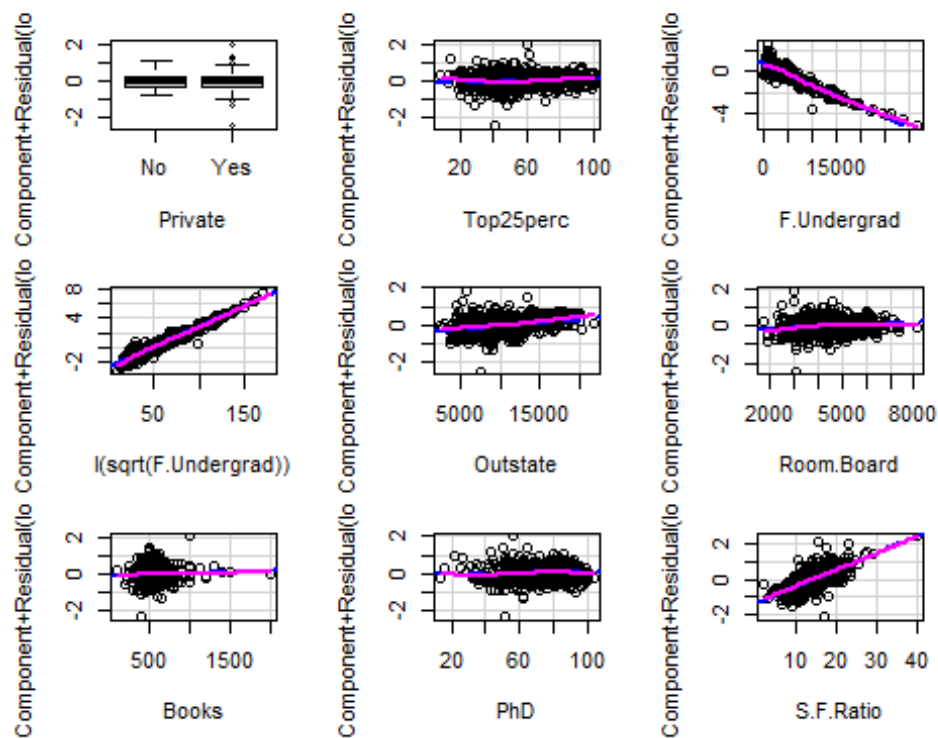 Component+Residual(lo
2
0
-2
No Yes
Private
Component+Residual(lo
2
0
-2
20 60 100
Top25perc
Component+Residual(lo
0
-4
0 15000
F.Undergrad
Component+Residual(lo
8
4
-2
50 150
I(sqrt(F.Undergrad))
Component+Residual(lo
2
0
-2
5000 15000
Outstate
Component+Residual(lo
2
0
-2
2000 5000 8000
Room.Board
Component+Residual(lo
2
0
-2
500 1500
Books
Component+Residual(lo
2
0
-2
20 60 100
PhD
Component+Residual(lo
2
0
-2
10 20 30 40
S.F.Ratio